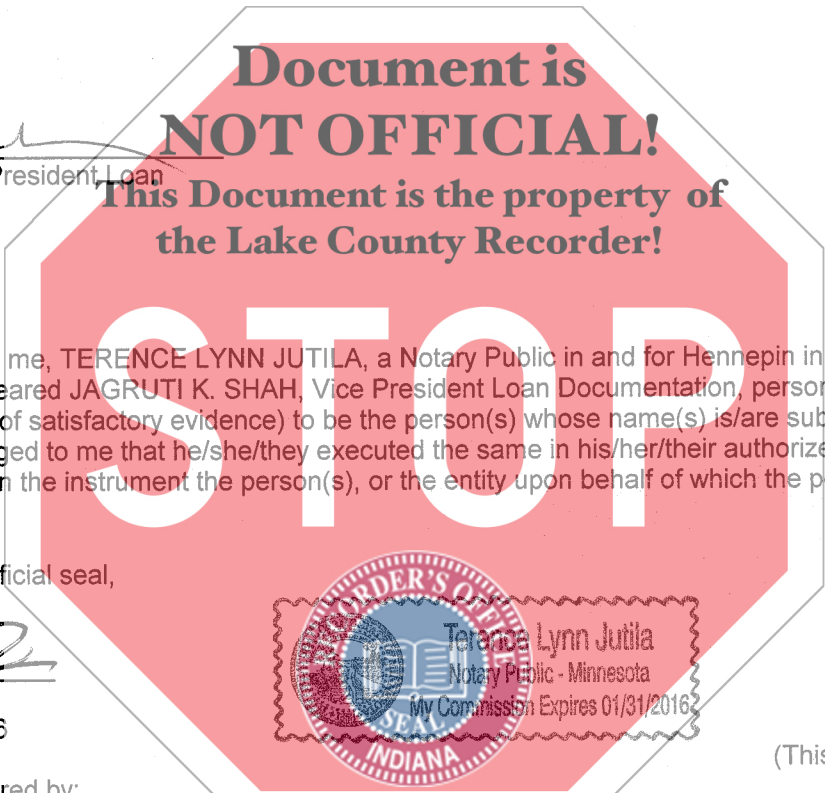 Document is
NOT OFFICIAL!
resident Loan
This Document is the property of
the Lake County Recorder!
STOP
me, TERENCE LYNN JUTILA, a Notary Public in and for Hennepin in
eared JAGRUTI K. SHAH, Vice President Loan Documentation, person
of satisfactory evidence) to be the person(s) whose name(s) is/are sub
ged to me that he/she/they executed the same in his/her/their authorize
n the instrument the person(s), or the entity upon behalf of which the p
ficial seal,
RECORDER'S OFFICE
SEAL
INDIANA
Terence Lynn Jutila
Notary Public - Minnesota
My Commission Expires 01/31/2016
6
(This
red by: